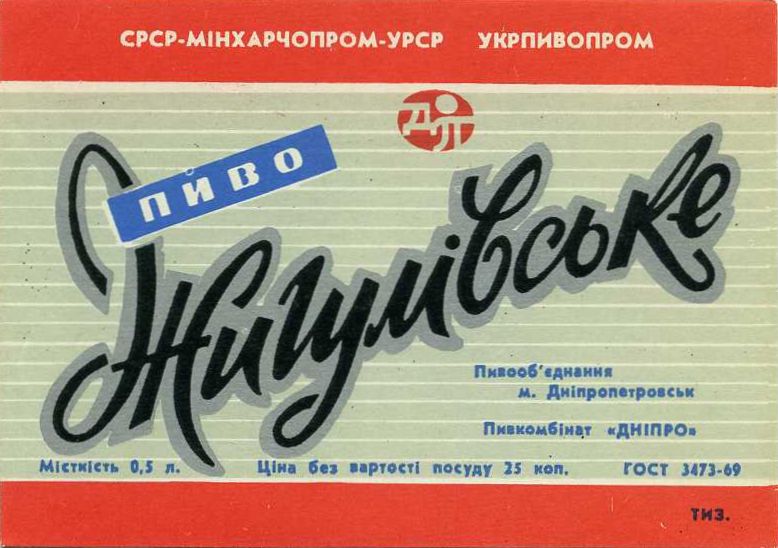 СРСР-МІНХАРЧОПРОМ-УРСР УКРПИВОПРОМ
ДП
ПИВО
Жигулівське
Пивооб'єднання
м. Дніпропетровськ
Пивкомбінат «ДНІПРО»
Місткість 0,5 л. Ціна без вартості посуду 25 коп. ГОСТ 3473-69
ТИЗ.